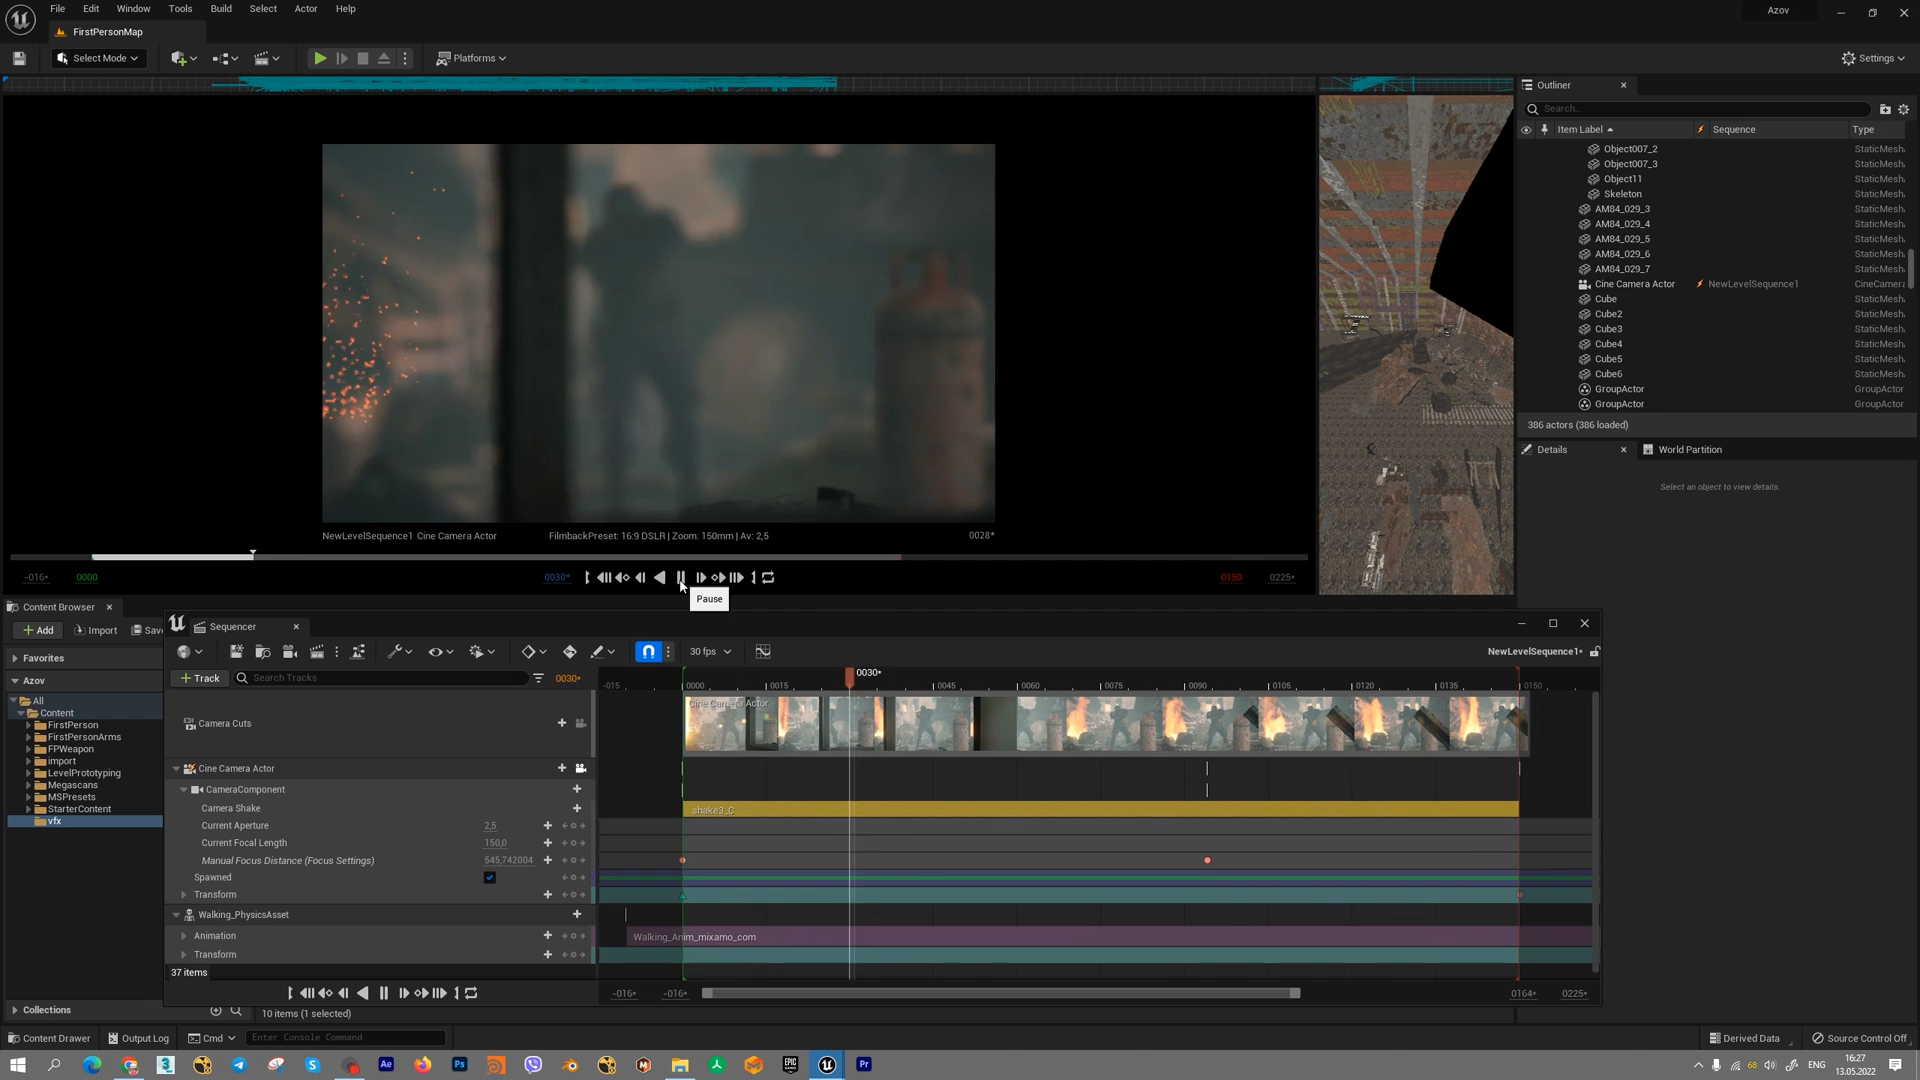 File Edit Window Tools Build Select Actor Help
Azov
FirstPersonMap
Select Mode
Platforms
Settings
Outliner
Search...
Item Label Sequence Type
Object007_2 StaticMesh
Object007_3 StaticMesh
Object11 StaticMesh
Skeleton StaticMesh
AM84_029_3 StaticMesh
AM84_029_4 StaticMesh
AM84_029_5 StaticMesh
AM84_029_6 StaticMesh
AM84_029_7 StaticMesh
Cine Camera Actor NewLevelSequence1 CineCamera
Cube StaticMesh
Cube2 StaticMesh
Cube3 StaticMesh
Cube4 StaticMesh
Cube5 StaticMesh
Cube6 StaticMesh
GroupActor GroupActor
GroupActor GroupActor
386 actors (386 loaded)
Details World Partition
Select an object to view details.
NewLevelSequence1 Cine Camera Actor FilmbackPreset: 16:9 DSLR | Zoom: 150mm | Av: 2,5 0028*
-016* 0000 0030* 0150 0225*
Pause
Content Browser
Add Import Sav
Favorites
Azov
All
Content
FirstPerson
FirstPersonArms
FPWeapon
import
LevelPrototyping
Megascans
MSPresets
StarterContent
vfx
Collections
Sequencer
30 fps NewLevelSequence1*
Track Search Tracks 0030*
0030*
-015 0000 0015 0045 0060 0075 0090 0105 0120 0135 0150
Camera Cuts
Cine Camera Actor
Cine Camera Actor
CameraComponent
Camera Shake shake3_C
Current Aperture 2,5
Current Focal Length 150,0
Manual Focus Distance (Focus Settings) 545,742004
Spawned
Transform
Walking_PhysicsAsset
Animation Walking_Anim_mixamo_com
Transform
37 items
-016* -016* 0164* 0225*
10 items (1 selected)
Content Drawer Output Log Cmd Enter Console Command Derived Data Source Control Off
3 Ae Ps EPIC GAMES Pr 68 ENG 16:27
13.05.2022